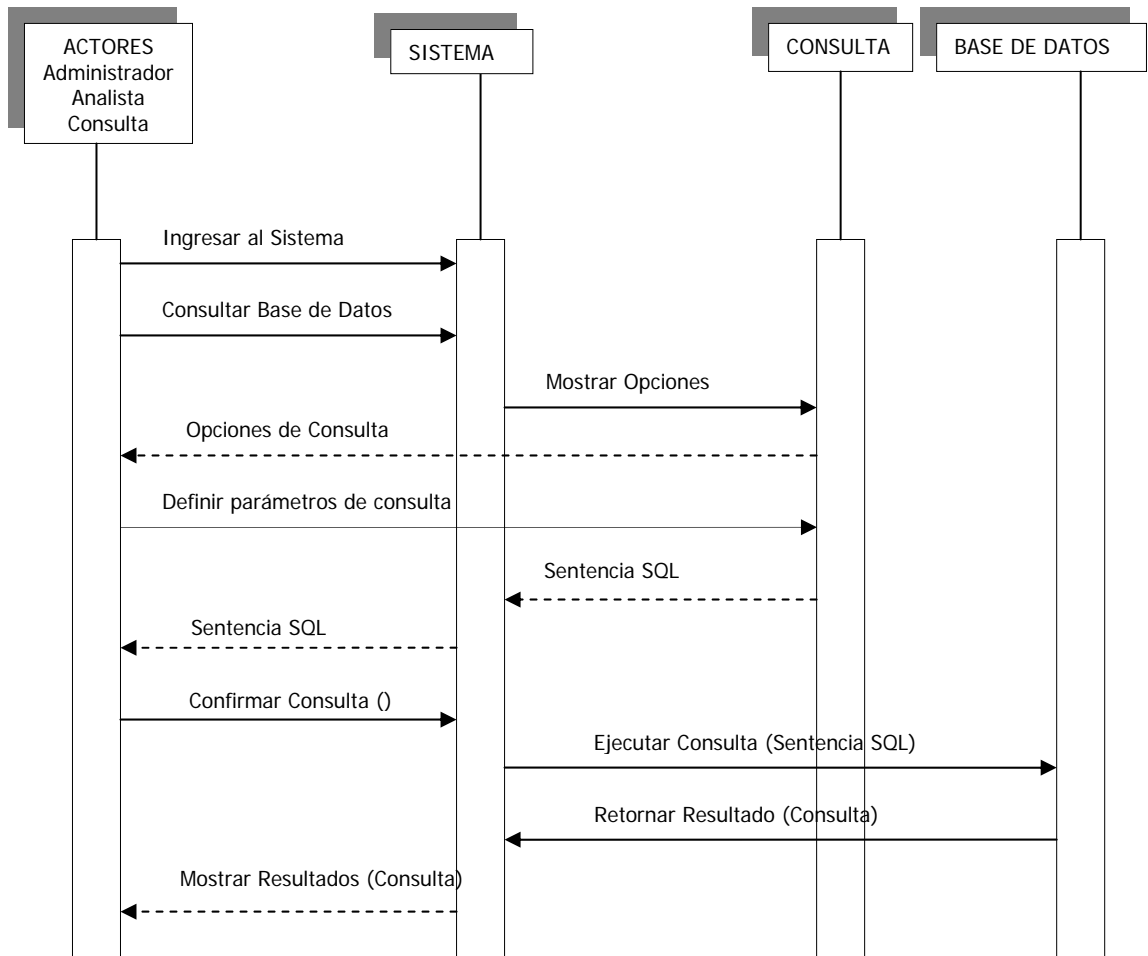 ACTORES
Administrador
Analista
Consulta
SISTEMA
CONSULTA
BASE DE DATOS
Ingresar al Sistema
Consultar Base de Datos
Mostrar Opciones
Opciones de Consulta
Definir parámetros de consulta
Sentencia SQL
Sentencia SQL
Confirmar Consulta ()
Ejecutar Consulta (Sentencia SQL)
Retornar Resultado (Consulta)
Mostrar Resultados (Consulta)